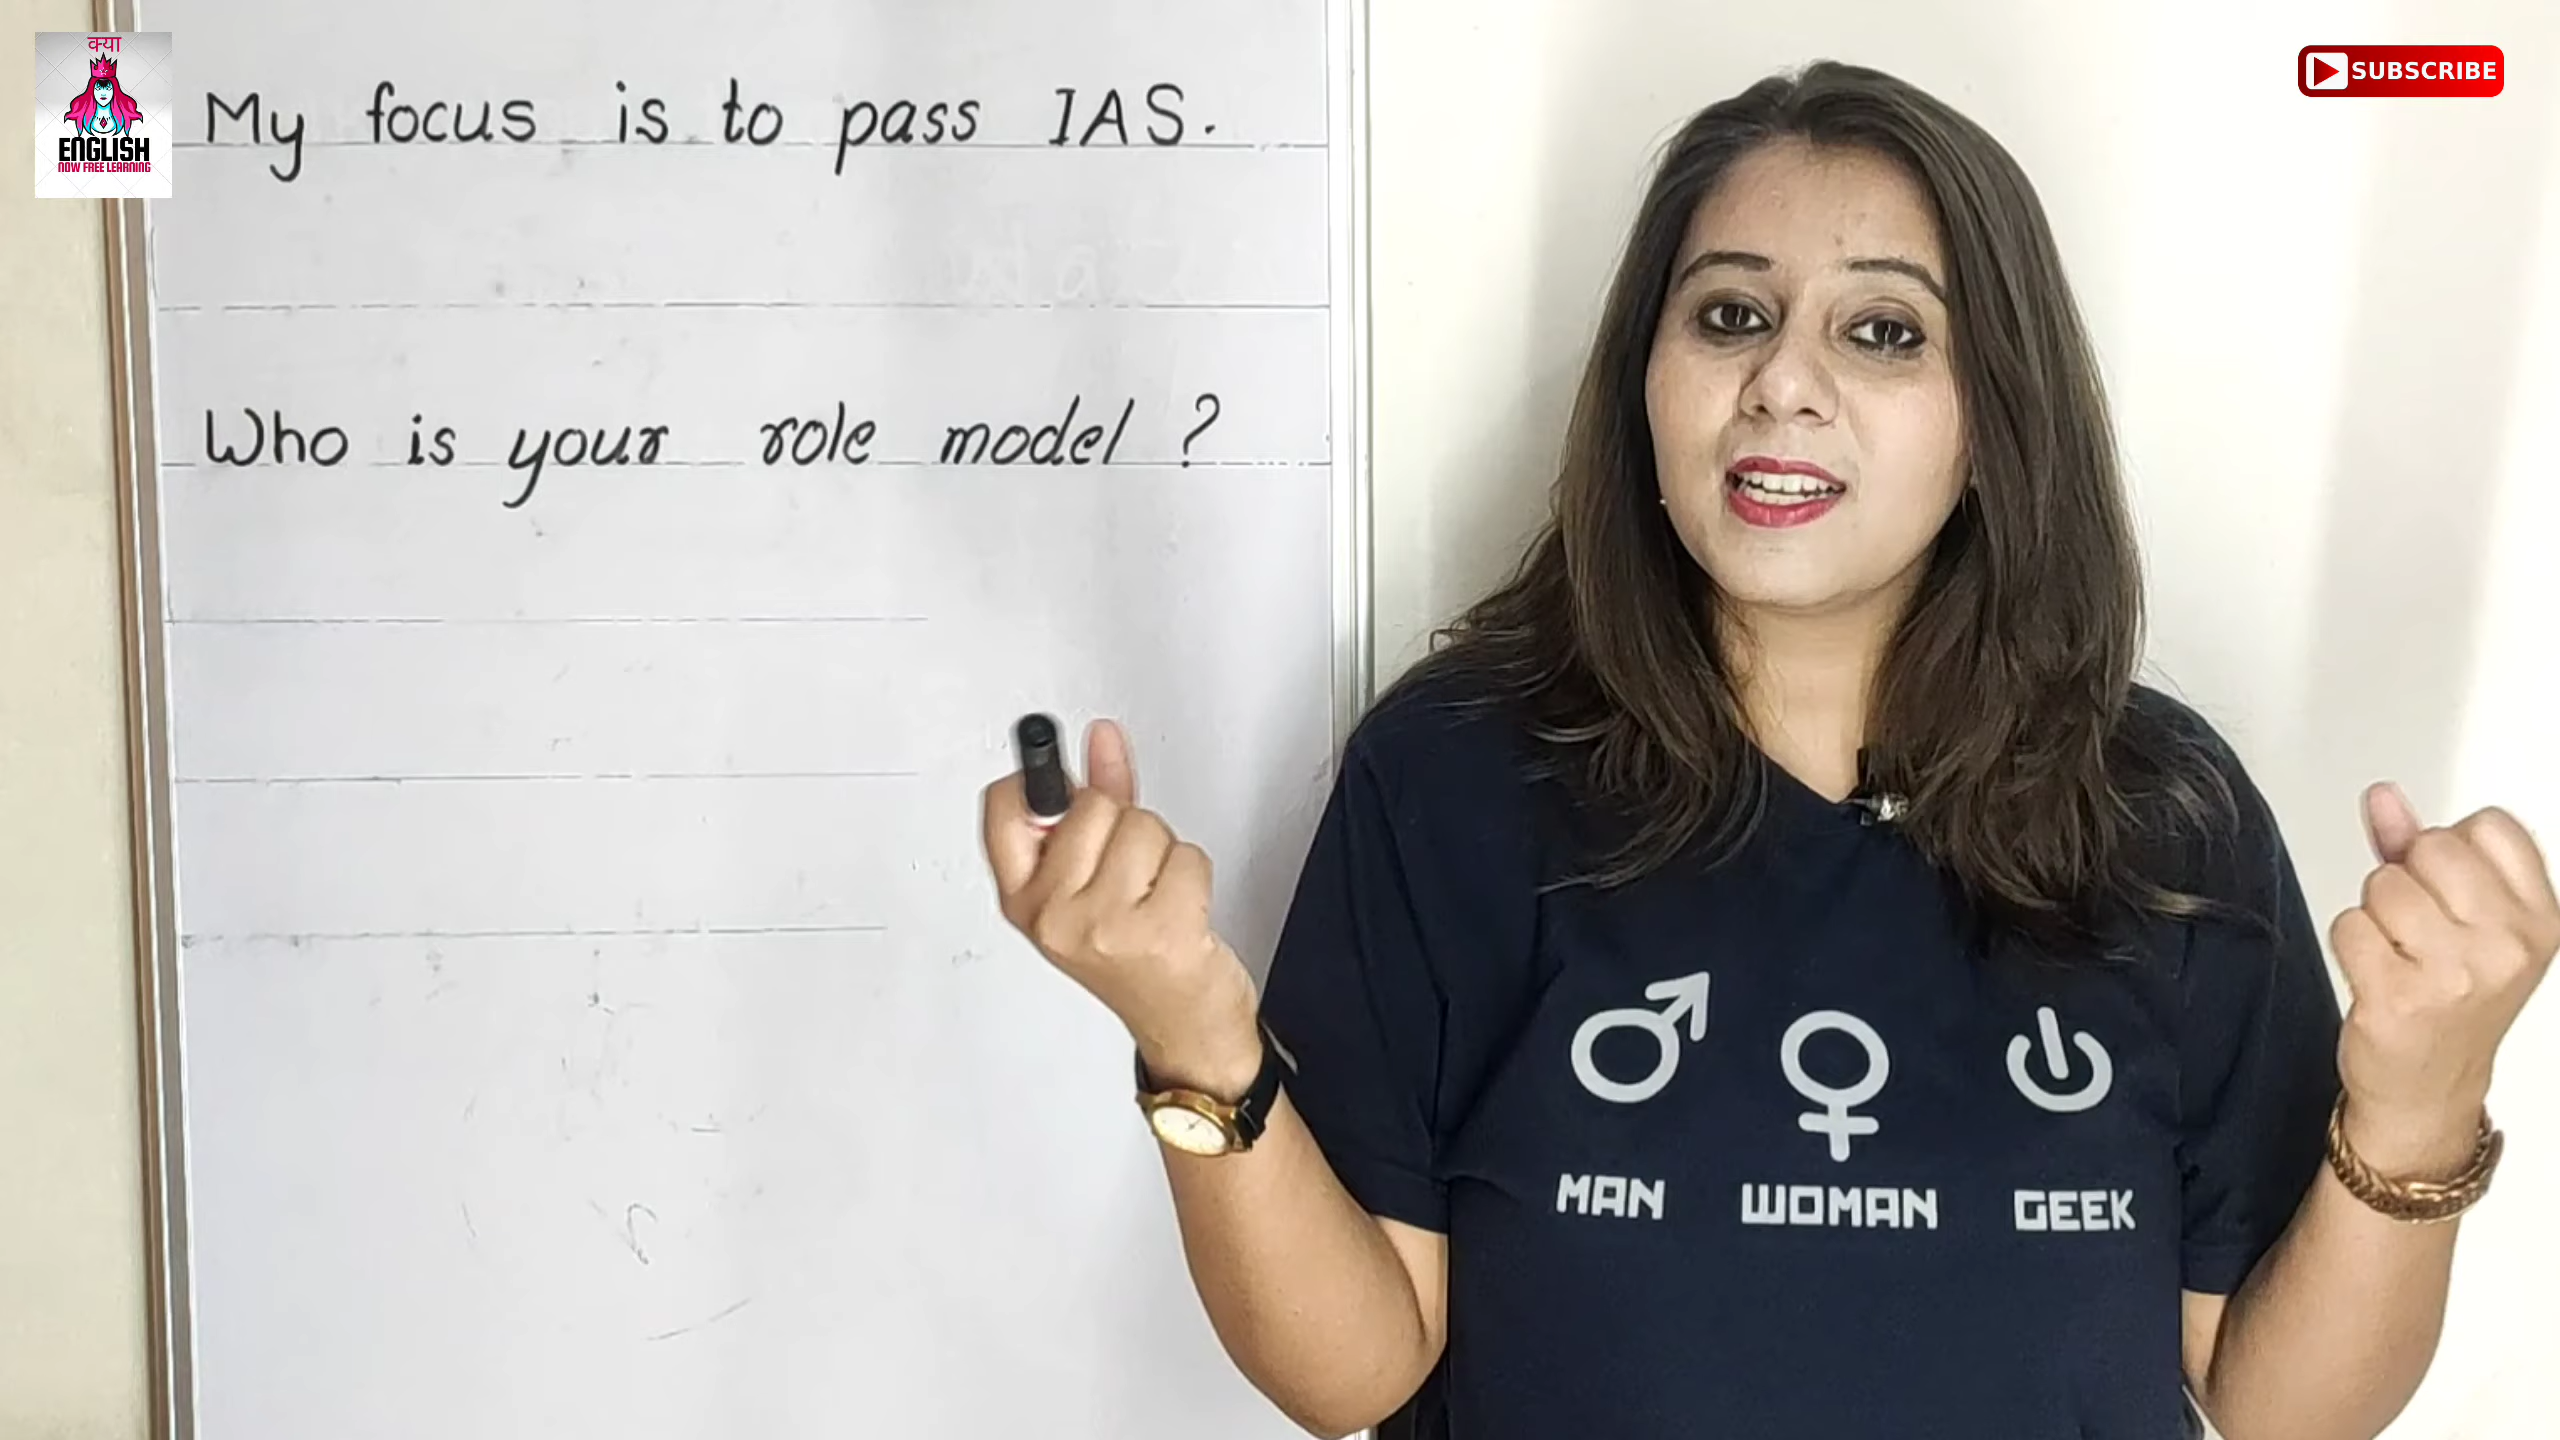 क्या
ENGLISH
NOW FREE LEARNING
SUBSCRIBE
My focus is to pass IAS.
Who is your role model ?
MAN WOMAN GEEK